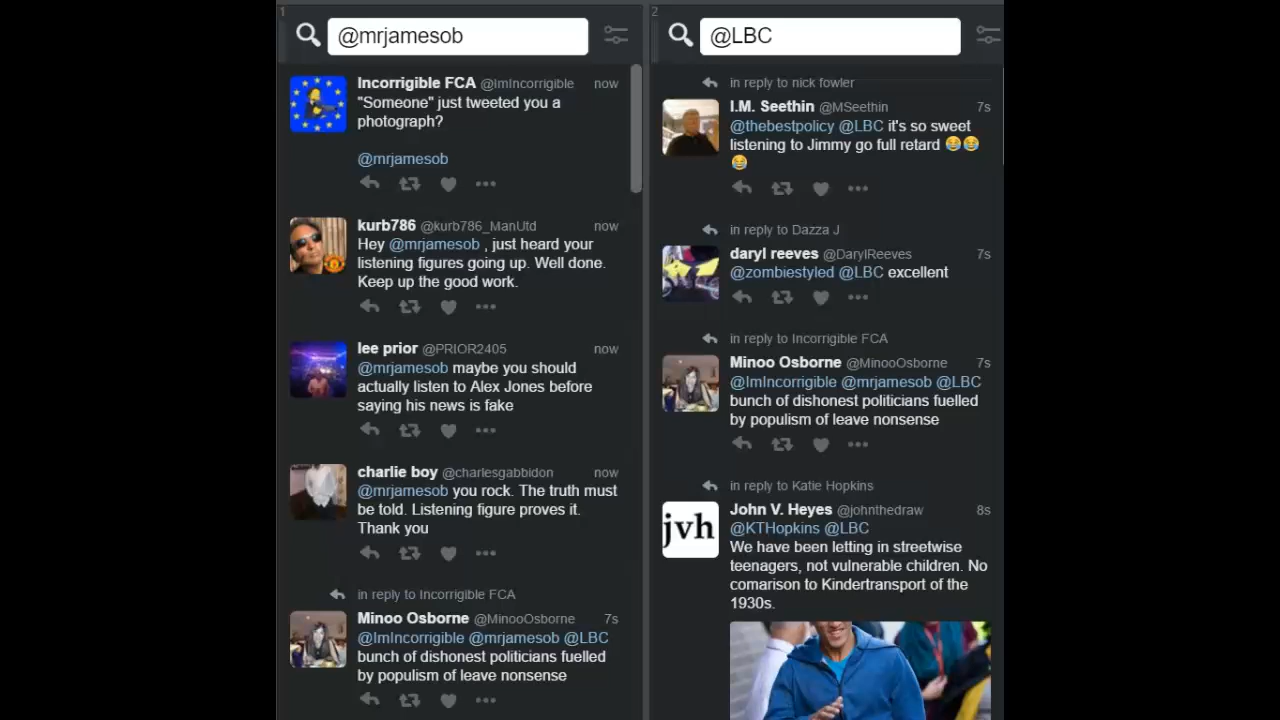 1
@mrjamesob
Incorrigible FCA @ImIncorrigible now
"Someone" just tweeted you a
photograph?
@mrjamesob
kurb786 @kurb786_ManUtd now
Hey @mrjamesob , just heard your
listening figures going up. Well done.
Keep up the good work.
lee prior @PRIOR2405 now
@mrjamesob maybe you should
actually listen to Alex Jones before
saying his news is fake
charlie boy @charlesgabbidon now
@mrjamesob you rock. The truth must
be told. Listening figure proves it.
Thank you
in reply to Incorrigible FCA
Minoo Osborne @MinooOsborne 7s
@ImIncorrigible @mrjamesob @LBC
bunch of dishonest politicians fuelled
by populism of leave nonsense
2
@LBC
in reply to nick fowler
I.M. Seethin @MSeethin 7s
@thebestpolicy @LBC it's so sweet
listening to Jimmy go full retard 😂😂
😂
in reply to Dazza J
daryl reeves @DarylReeves 7s
@zombiestyled @LBC excellent
in reply to Incorrigible FCA
Minoo Osborne @MinooOsborne 7s
@ImIncorrigible @mrjamesob @LBC
bunch of dishonest politicians fuelled
by populism of leave nonsense
in reply to Katie Hopkins
John V. Heyes @johnthedraw 8s
jvh
@KTHopkins @LBC
We have been letting in streetwise
teenagers, not vulnerable children. No
comarison to Kindertransport of the
1930s.